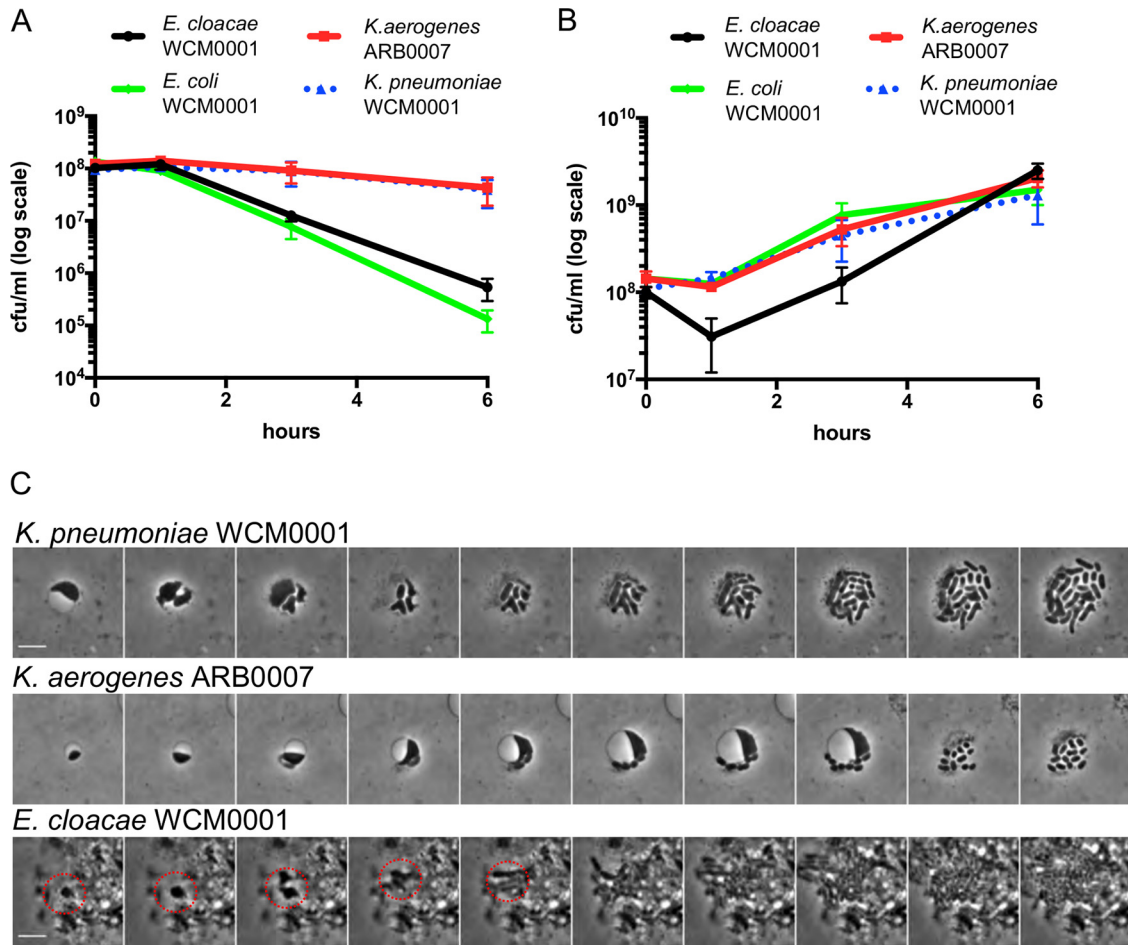 A
E. cloacae
WCM0001
K.aerogenes
ARB0007
E. coli
WCM0001
K. pneumoniae
WCM0001
10⁹
10⁸
10⁷
10⁶
10⁵
10⁴
cfu/ml (log scale)
0 2 4 6
hours
B
E. cloacae
WCM0001
K.aerogenes
ARB0007
E. coli
WCM0001
K. pneumoniae
WCM0001
10¹⁰
10⁹
10⁸
10⁷
cfu/ml (log scale)
0 2 4 6
hours
C
K. pneumoniae WCM0001
K. aerogenes ARB0007
E. cloacae WCM0001